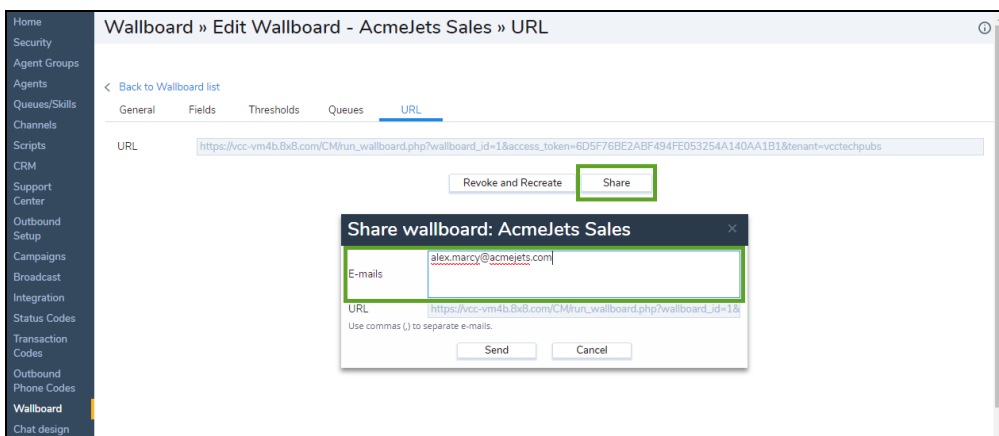 Home
Security
Agent Groups
Agents
Queues/Skills
Channels
Scripts
CRM
Support
Center
Outbound
Setup
Campaigns
Broadcast
Integration
Status Codes
Transaction
Codes
Outbound
Phone Codes
Wallboard
Chat design
Wallboard » Edit Wallboard - AcmeJets Sales » URL
< Back to Wallboard list
General Fields Thresholds Queues URL
URL https://vcc-vm4b.8x8.com/CM/run_wallboard.php?wallboard_id=1&access_token=6D5F76BE2ABF494FE053254A140AA1B1&tenant=vcctechpubs
Revoke and Recreate Share
Share wallboard: AcmeJets Sales ×
E-mails alex.marcy@acmejets.com
URL https://vcc-vm4b.8x8.com/CM/run_wallboard.php?wallboard_id=1&
Use commas (,) to separate e-mails.
Send Cancel